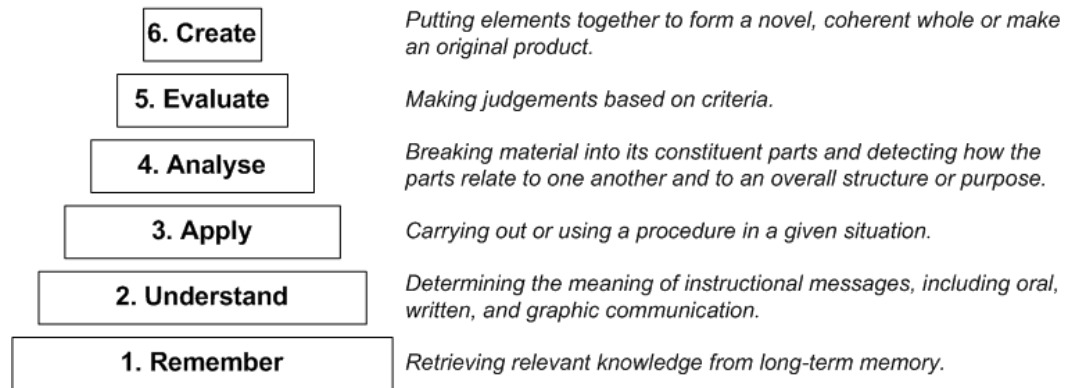 6. Create
Putting elements together to form a novel, coherent whole or make
an original product.
5. Evaluate
Making judgements based on criteria.
4. Analyse
Breaking material into its constituent parts and detecting how the
parts relate to one another and to an overall structure or purpose.
3. Apply
Carrying out or using a procedure in a given situation.
2. Understand
Determining the meaning of instructional messages, including oral,
written, and graphic communication.
1. Remember
Retrieving relevant knowledge from long-term memory.